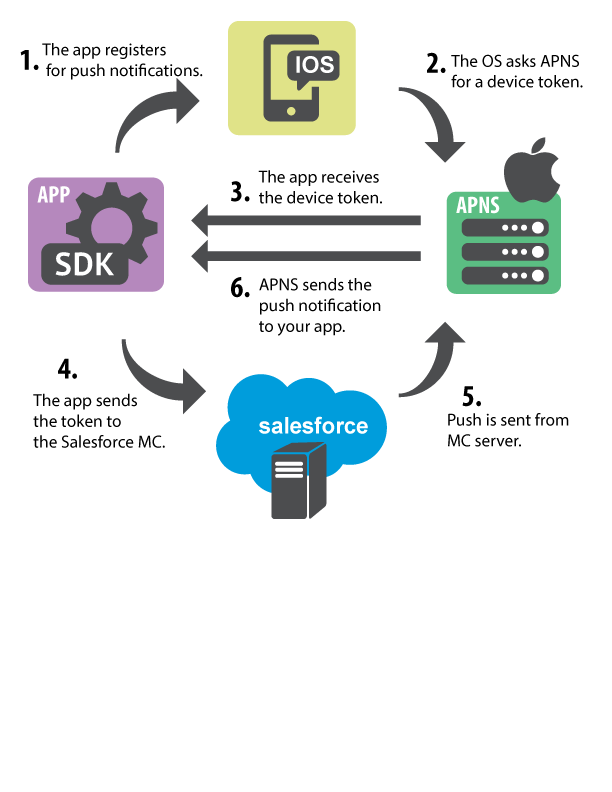 1. The app registers
for push notifications.
IOS
2. The OS asks APNS
for a device token.
APP
SDK
3. The app receives
the device token.
APNS
6. APNS sends the
push notification
to your app.
4.
The app sends
the token to
the Salesforce MC.
salesforce
5.
Push is sent from
MC server.